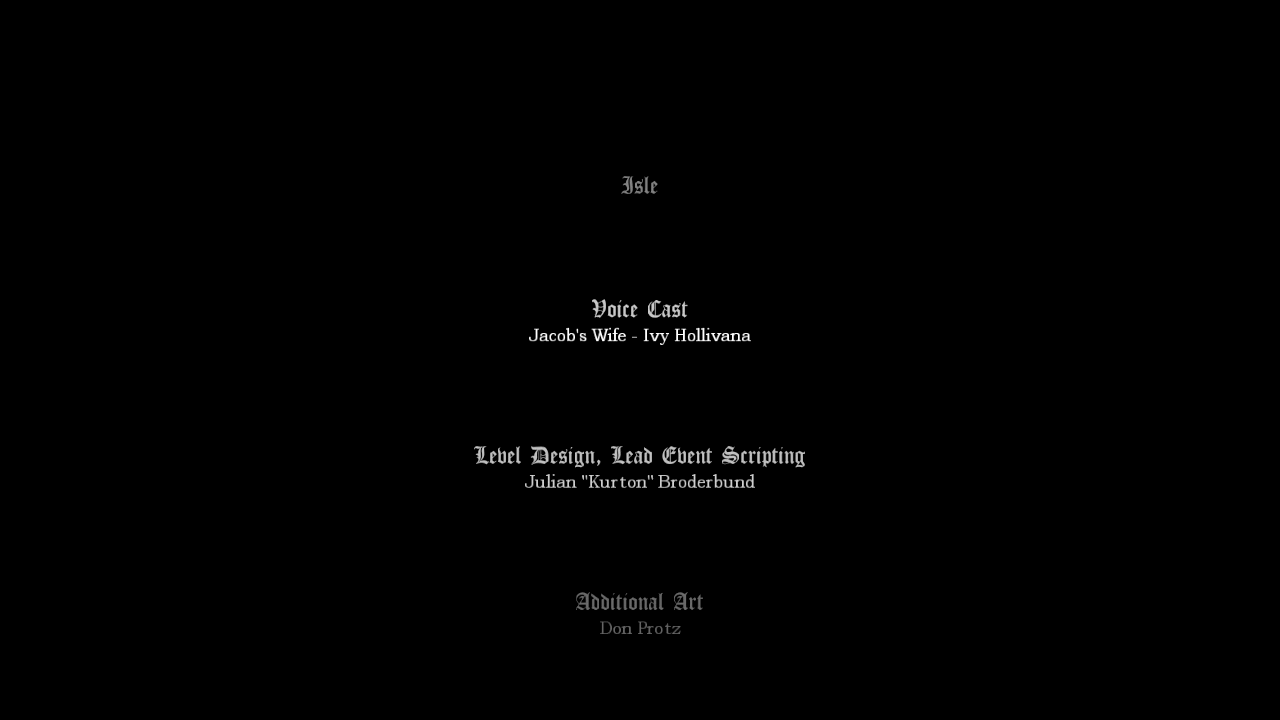 Isle
Voice Cast
Jacob's Wife - Ivy Hollivana
Level Design, Lead Event Scripting
Julian "Kurton" Broderbund
Additional Art
Don Protz